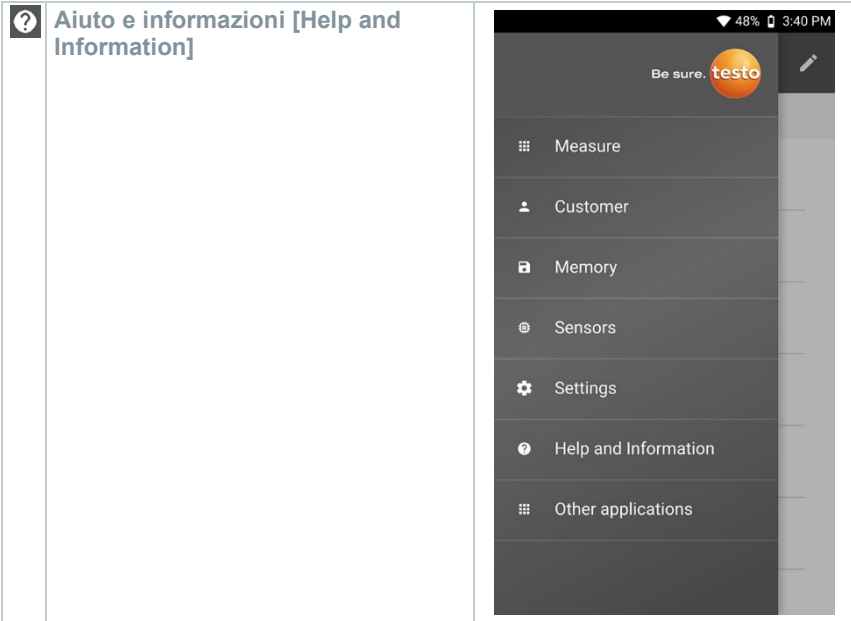 Aiuto e informazioni [Help and
Information]
48% 3:40 PM
Be sure. testo
Measure
Customer
Memory
Sensors
Settings
Help and Information
Other applications